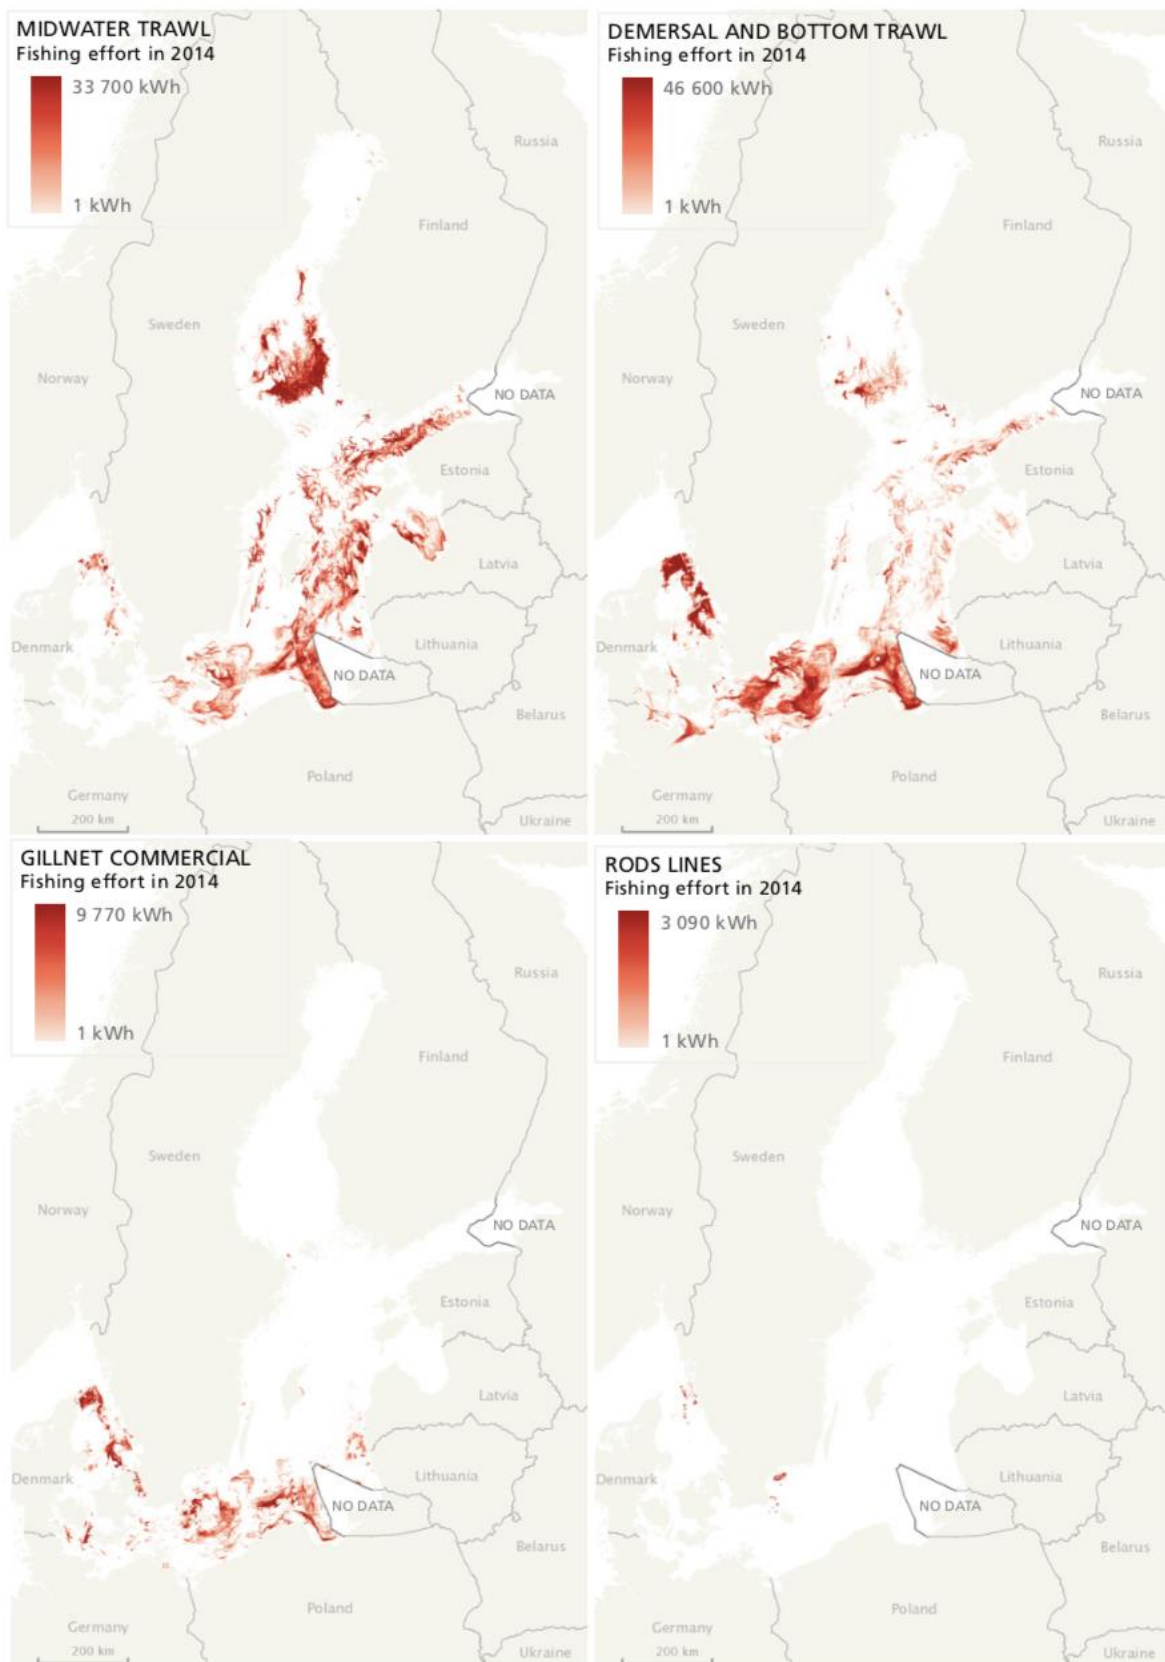 MIDWATER TRAWL
Fishing effort in 2014
33 700 kWh
1 kWh
Russia
Finland
Sweden
Norway
NO DATA
Estonia
Latvia
Denmark
Lithuania
NO DATA
Belarus
Poland
Germany
200 km
Ukraine
DEMERSAL AND BOTTOM TRAWL
Fishing effort in 2014
46 600 kWh
1 kWh
Russia
Finland
Sweden
Norway
NO DATA
Estonia
Latvia
Denmark
Lithuania
NO DATA
Belarus
Poland
Germany
200 km
Ukraine
GILLNET COMMERCIAL
Fishing effort in 2014
9 770 kWh
1 kWh
Russia
Finland
Sweden
Norway
NO DATA
Estonia
Latvia
Denmark
Lithuania
NO DATA
Belarus
Poland
Germany
200 km
Ukraine
RODS LINES
Fishing effort in 2014
3 090 kWh
1 kWh
Russia
Finland
Sweden
Norway
NO DATA
Estonia
Latvia
Denmark
Lithuania
NO DATA
Belarus
Poland
Germany
200 km
Ukraine